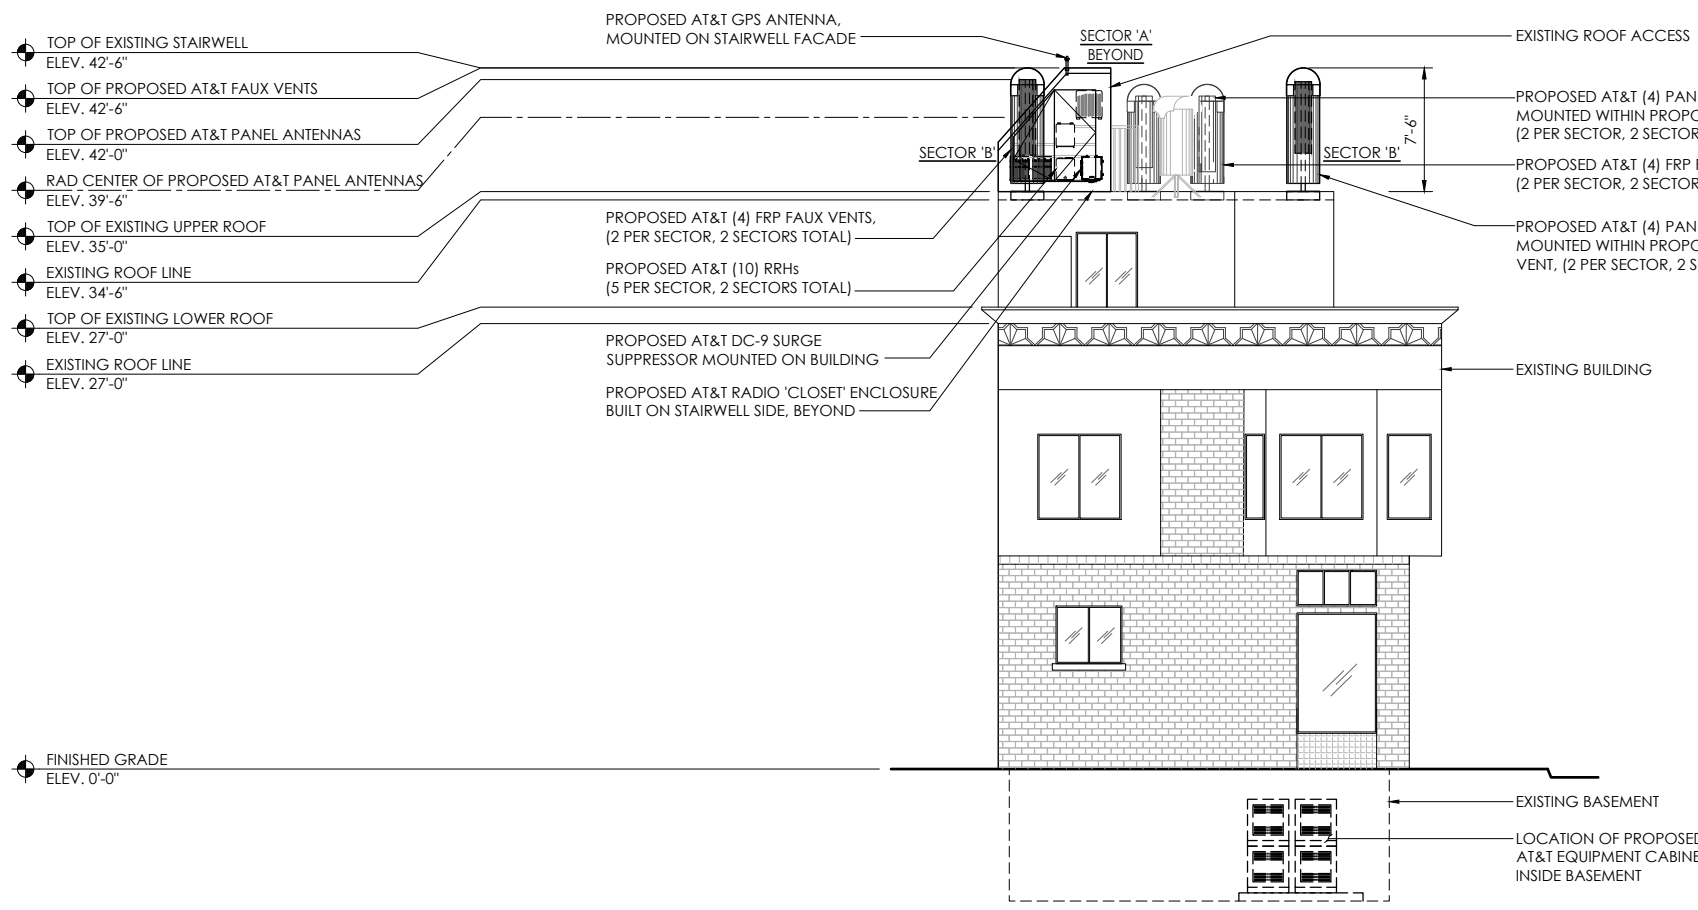 TOP OF EXISTING STAIRWELL
ELEV. 42'-6"
TOP OF PROPOSED AT&T FAUX VENTS
ELEV. 42'-6"
TOP OF PROPOSED AT&T PANEL ANTENNAS
ELEV. 42'-0"
RAD CENTER OF PROPOSED AT&T PANEL ANTENNAS
ELEV. 39'-6"
TOP OF EXISTING UPPER ROOF
ELEV. 35'-0"
EXISTING ROOF LINE
ELEV. 34'-6"
TOP OF EXISTING LOWER ROOF
ELEV. 27'-0"
EXISTING ROOF LINE
ELEV. 27'-0"
FINISHED GRADE
ELEV. 0'-0"
PROPOSED AT&T GPS ANTENNA,
MOUNTED ON STAIRWELL FACADE
SECTOR 'A'
BEYOND
SECTOR 'B'
SECTOR 'B'
7'-6"
PROPOSED AT&T (4) FRP FAUX VENTS,
(2 PER SECTOR, 2 SECTORS TOTAL)
PROPOSED AT&T (10) RRHs
(5 PER SECTOR, 2 SECTORS TOTAL)
PROPOSED AT&T DC-9 SURGE
SUPPRESSOR MOUNTED ON BUILDING
PROPOSED AT&T RADIO 'CLOSET' ENCLOSURE
BUILT ON STAIRWELL SIDE, BEYOND
EXISTING ROOF ACCESS
PROPOSED AT&T (4) PAN
MOUNTED WITHIN PROPO
(2 PER SECTOR, 2 SECTOR
PROPOSED AT&T (4) FRP
(2 PER SECTOR, 2 SECTOR
PROPOSED AT&T (4) PAN
MOUNTED WITHIN PROPO
VENT, (2 PER SECTOR, 2 S
EXISTING BUILDING
EXISTING BASEMENT
LOCATION OF PROPOSED
AT&T EQUIPMENT CABINE
INSIDE BASEMENT